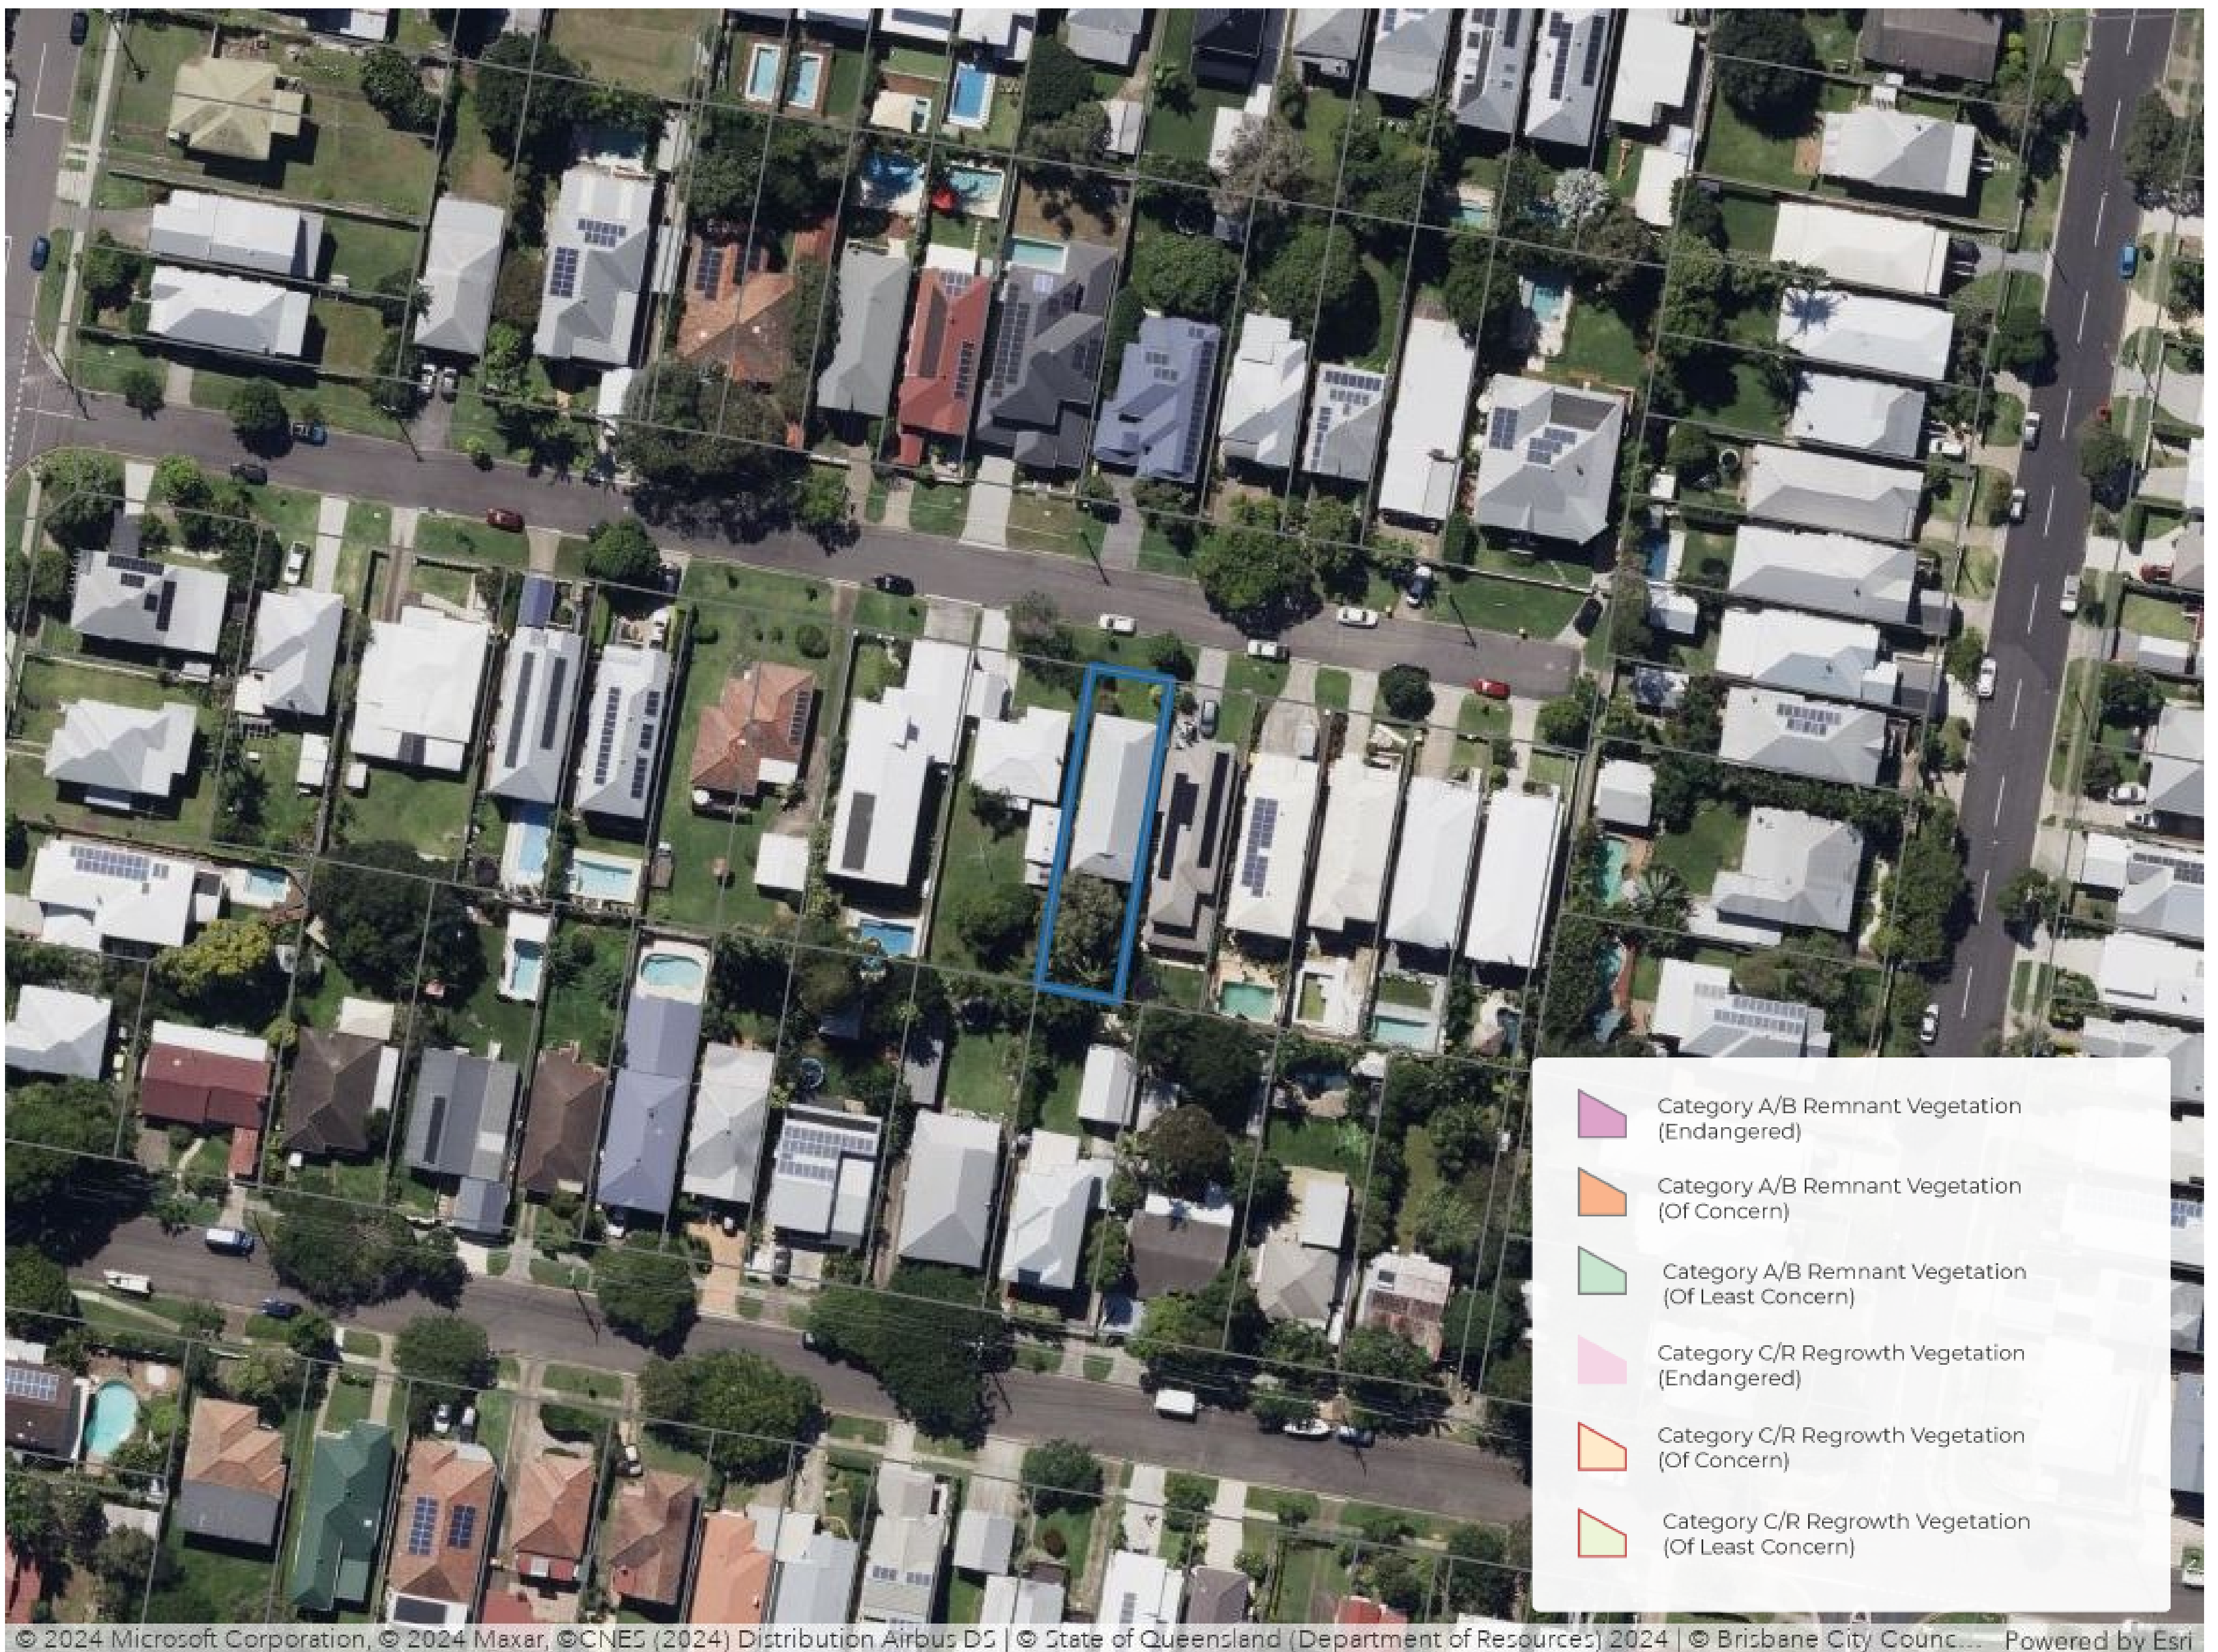 Category A/B Remnant Vegetation
(Endangered)
Category A/B Remnant Vegetation
(Of Concern)
Category A/B Remnant Vegetation
(Of Least Concern)
Category C/R Regrowth Vegetation
(Endangered)
Category C/R Regrowth Vegetation
(Of Concern)
Category C/R Regrowth Vegetation
(Of Least Concern)
© 2024 Microsoft Corporation, © 2024 Maxar, ©CNES (2024) Distribution Airbus DS | © State of Queensland (Department of Resources) 2024 | © Brisbane City Counc... Powered by Esri